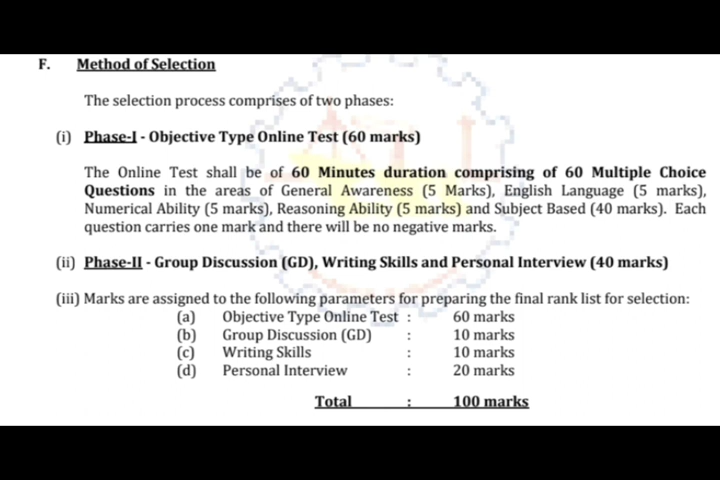 F. Method of Selection
The selection process comprises of two phases:
(i) Phase-I - Objective Type Online Test (60 marks)
The Online Test shall be of 60 Minutes duration comprising of 60 Multiple Choice
Questions in the areas of General Awareness (5 Marks), English Language (5 marks),
Numerical Ability (5 marks), Reasoning Ability (5 marks) and Subject Based (40 marks). Each
question carries one mark and there will be no negative marks.
(ii) Phase-II - Group Discussion (GD), Writing Skills and Personal Interview (40 marks)
(iii) Marks are assigned to the following parameters for preparing the final rank list for selection:
(a) Objective Type Online Test : 60 marks
(b) Group Discussion (GD) : 10 marks
(c) Writing Skills : 10 marks
(d) Personal Interview : 20 marks
Total : 100 marks